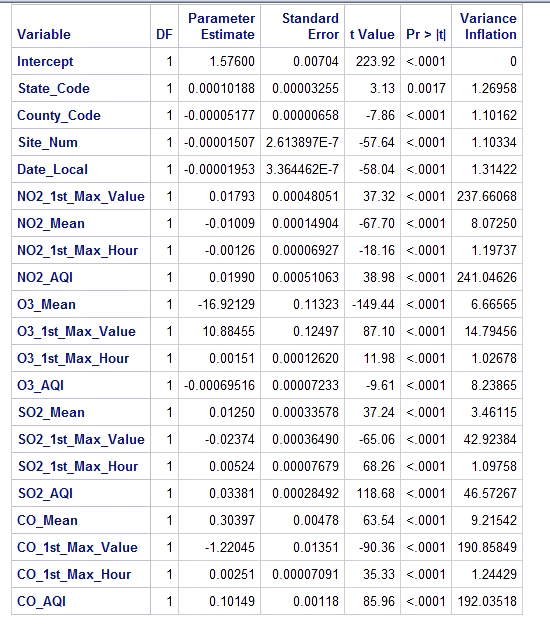 Variable DF Parameter Estimate Standard Error t Value Pr > |t| Variance Inflation
Intercept 1 1.57600 0.00704 223.92 <.0001 0
State_Code 1 0.00010188 0.00003255 3.13 0.0017 1.26958
County_Code 1 -0.00005177 0.00000658 -7.86 <.0001 1.10162
Site_Num 1 -0.00001507 2.613897E-7 -57.64 <.0001 1.10334
Date_Local 1 -0.00001953 3.364462E-7 -58.04 <.0001 1.31422
NO2_1st_Max_Value 1 0.01793 0.00048051 37.32 <.0001 237.66068
NO2_Mean 1 -0.01009 0.00014904 -67.70 <.0001 8.07250
NO2_1st_Max_Hour 1 -0.00126 0.00006927 -18.16 <.0001 1.19737
NO2_AQI 1 0.01990 0.00051063 38.98 <.0001 241.04626
O3_Mean 1 -16.92129 0.11323 -149.44 <.0001 6.66565
O3_1st_Max_Value 1 10.88455 0.12497 87.10 <.0001 14.79456
O3_1st_Max_Hour 1 0.00151 0.00012620 11.98 <.0001 1.02678
O3_AQI 1 -0.00069516 0.00007233 -9.61 <.0001 8.23865
SO2_Mean 1 0.01250 0.00033578 37.24 <.0001 3.46115
SO2_1st_Max_Value 1 -0.02374 0.00036490 -65.06 <.0001 42.92384
SO2_1st_Max_Hour 1 0.00524 0.00007679 68.26 <.0001 1.09758
SO2_AQI 1 0.03381 0.00028492 118.68 <.0001 46.57267
CO_Mean 1 0.30397 0.00478 63.54 <.0001 9.21542
CO_1st_Max_Value 1 -1.22045 0.01351 -90.36 <.0001 190.85849
CO_1st_Max_Hour 1 0.00251 0.00007091 35.33 <.0001 1.24429
CO_AQI 1 0.10149 0.00118 85.96 <.0001 192.03518